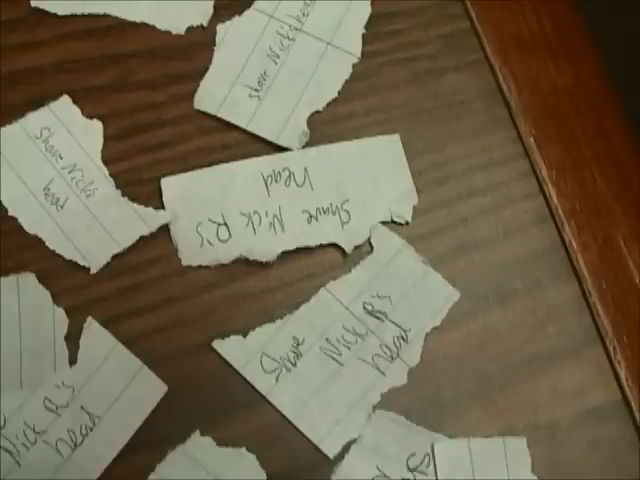 Shave Nick's head
Shave Nick's
head
Shave Nick R's
head
Shave
Nick R's
head
Nick R's
head